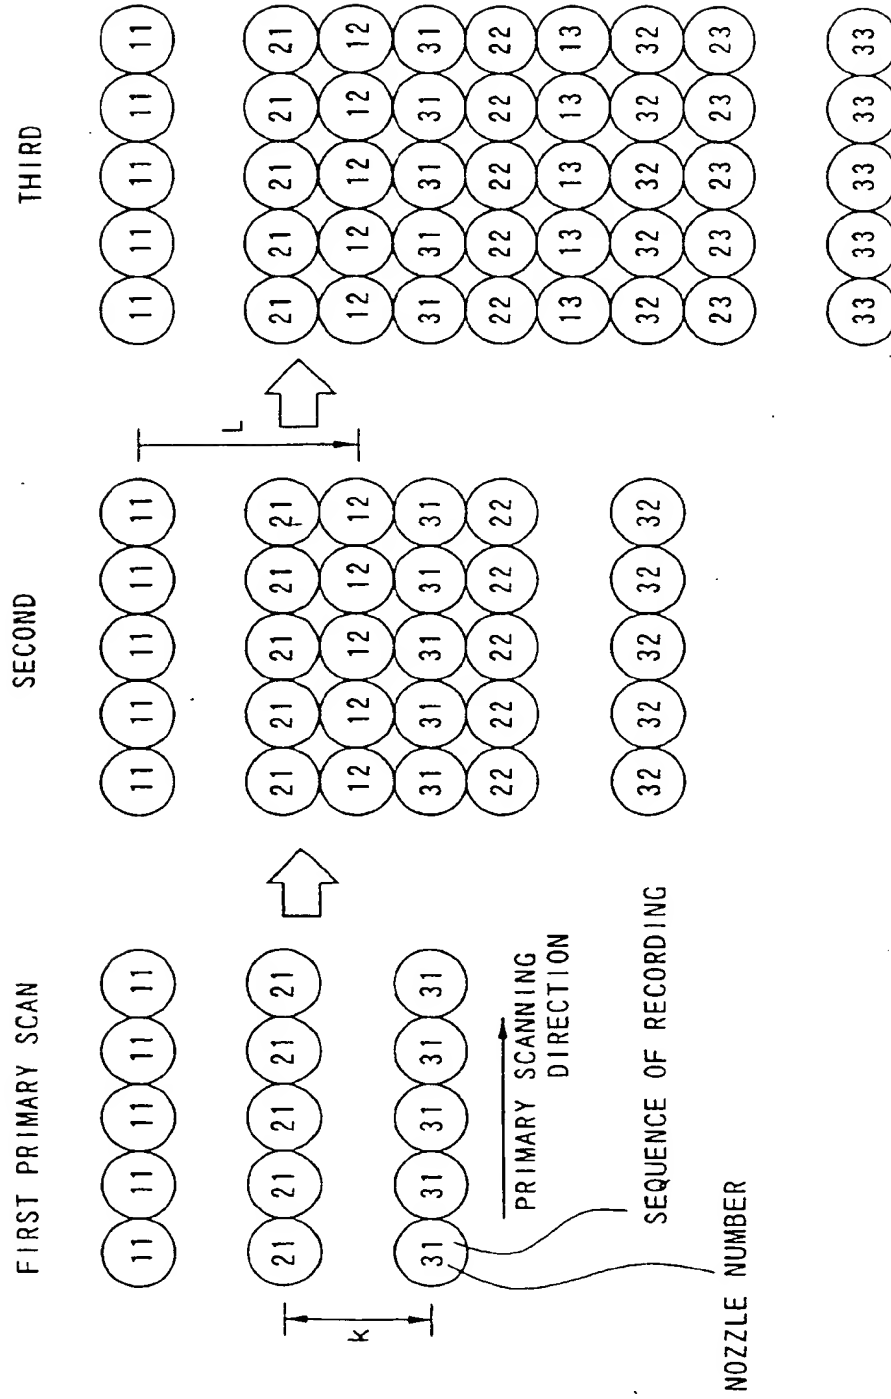 FIRST PRIMARY SCAN
11 11 11 11 11
21 21 21 21 21
31 31 31 31 31
k
PRIMARY SCANNING
DIRECTION
SEQUENCE OF RECORDING
NOZZLE NUMBER
SECOND
11 11 11 11 11
21 21 21 21 21
12 12 12 12 12
31 31 31 31 31
22 22 22 22 22
32 32 32 32 32
L
THIRD
11 11 11 11 11
21 21 21 21 21
12 12 12 12 12
31 31 31 31 31
22 22 22 22 22
13 13 13 13 13
32 32 32 32 32
23 23 23 23 23
33 33 33 33 33